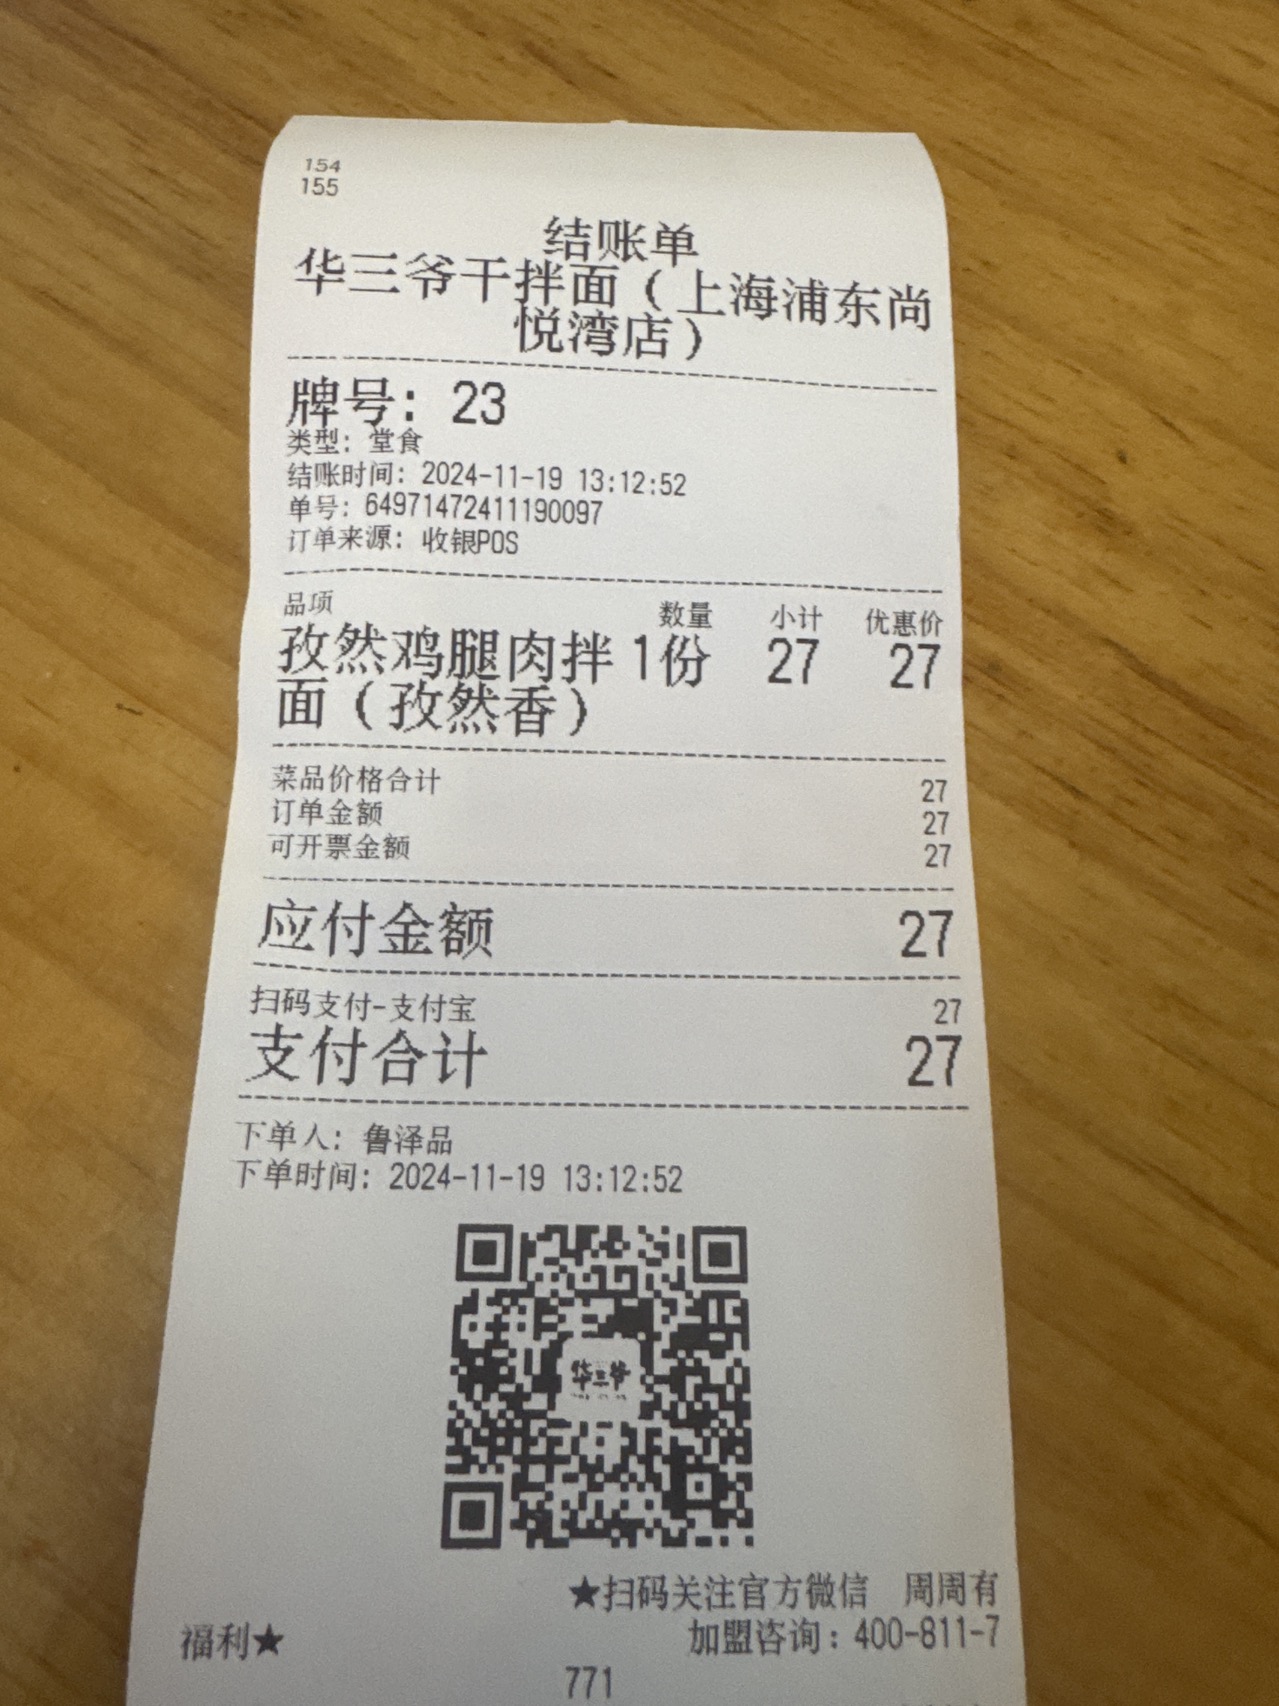 154
155
结账单
华三爷干拌面（上海浦东尚
悦湾店）
牌号：23
类型：堂食
结账时间：2024-11-19 13:12:52
单号：64971472411190097
订单来源：收银POS
品项 数量 小计 优惠价
孜然鸡腿肉拌 1份 27 27
面（孜然香）
菜品价格合计 27
订单金额 27
可开票金额 27
应付金额 27
扫码支付-支付宝 27
支付合计 27
下单人：鲁泽品
下单时间：2024-11-19 13:12:52
华三爷
★扫码关注官方微信 周周有
福利★ 加盟咨询：400-811-7
771